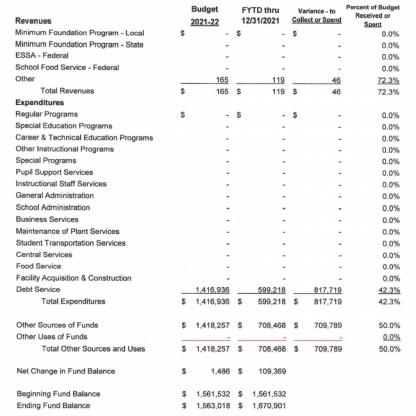 Budget FYTD thru Variance - to Percent of Budget
Revenues 2021-22 12/31/2021 Collect or Spend Received or Spent
Minimum Foundation Program - Local $ - $ - $ - 0.0%
Minimum Foundation Program - State - - - 0.0%
ESSA - Federal - - - 0.0%
School Food Service - Federal - - - 0.0%
Other 165 119 46 72.3%
Total Revenues $ 165 $ 119 $ 46 72.3%
Expenditures
Regular Programs $ - $ - $ - 0.0%
Special Education Programs - - - 0.0%
Career & Technical Education Programs - - - 0.0%
Other Instructional Programs - - - 0.0%
Special Programs - - - 0.0%
Pupil Support Services - - - 0.0%
Instructional Staff Services - - - 0.0%
General Administration - - - 0.0%
School Administration - - - 0.0%
Business Services - - - 0.0%
Maintenance of Plant Services - - - 0.0%
Student Transportation Services - - - 0.0%
Central Services - - - 0.0%
Food Service - - - 0.0%
Facility Acquisition & Construction - - - 0.0%
Debt Service 1,416,936 599,218 817,719 42.3%
Total Expenditures $ 1,416,936 $ 599,218 $ 817,719 42.3%
Other Sources of Funds $ 1,418,257 $ 708,468 $ 709,789 50.0%
Other Uses of Funds - - - 0.0%
Total Other Sources and Uses $ 1,418,257 $ 708,468 $ 709,789 50.0%
Net Change in Fund Balance $ 1,486 $ 109,369
Beginning Fund Balance $ 1,561,532 $ 1,561,532
Ending Fund Balance $ 1,563,018 $ 1,670,901